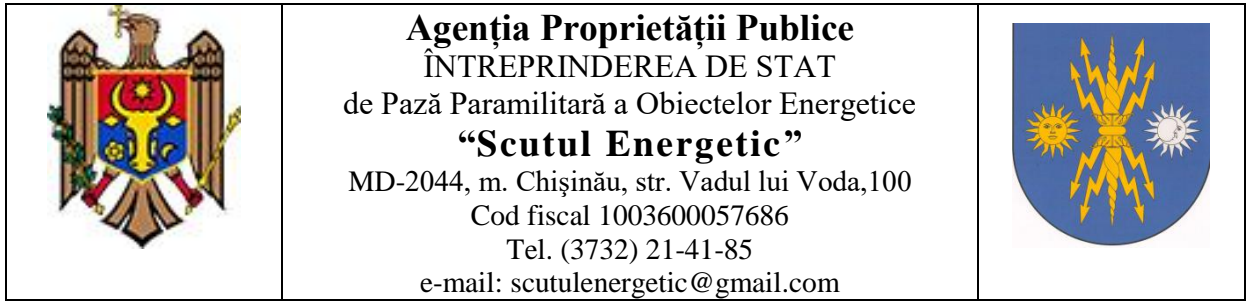 Agenția Proprietății Publice
ÎNTREPRINDEREA DE STAT
de Pază Paramilitară a Obiectelor Energetice
“Scutul Energetic”
MD-2044, m. Chişinău, str. Vadul lui Voda,100
Cod fiscal 1003600057686
Tel. (3732) 21-41-85
e-mail: scutulenergetic@gmail.com